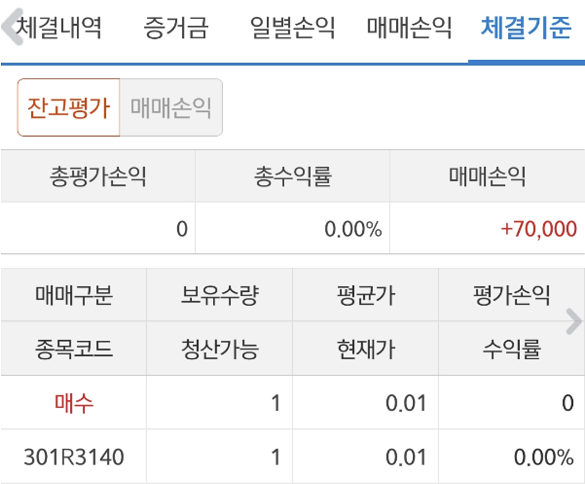 체결내역 증거금 일별손익 매매손익 체결기준
잔고평가 매매손익
총평가손익 총수익률 매매손익
0 0.00% +70,000
매매구분 보유수량 평균가 평가손익
종목코드 청산가능 현재가 수익률
매수 1 0.01 0
301R3140 1 0.01 0.00%